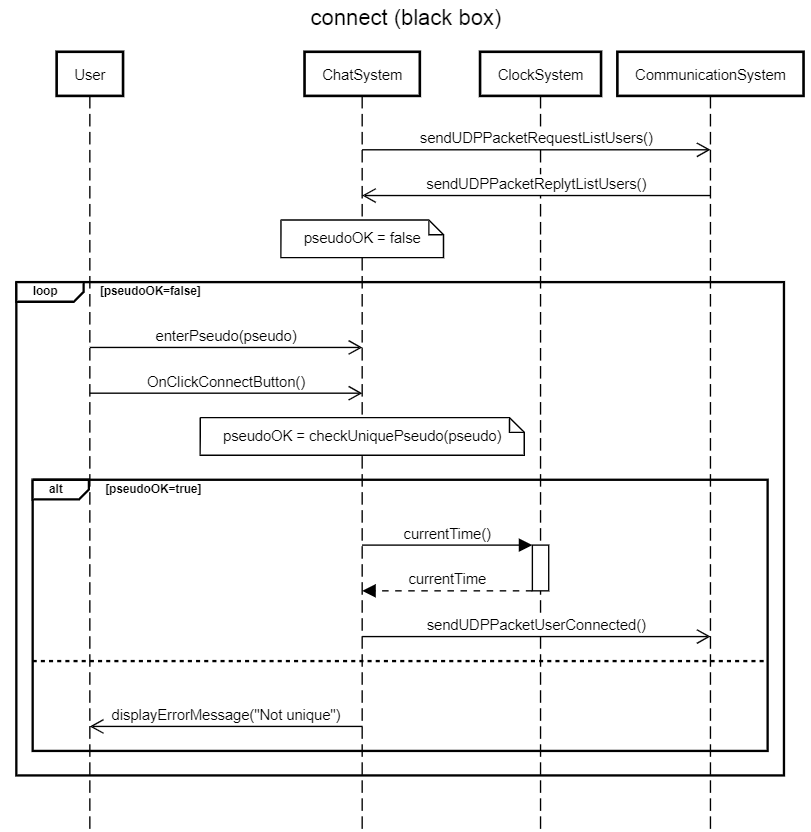 connect (black box)
User
ChatSystem
ClockSystem
CommunicationSystem
sendUDPPacketRequestListUsers()
sendUDPPacketReplytListUsers()
pseudoOK = false
loop
[pseudoOK=false]
enterPseudo(pseudo)
OnClickConnectButton()
pseudoOK = checkUniquePseudo(pseudo)
alt
[pseudoOK=true]
currentTime()
currentTime
sendUDPPacketUserConnected()
displayErrorMessage("Not unique")